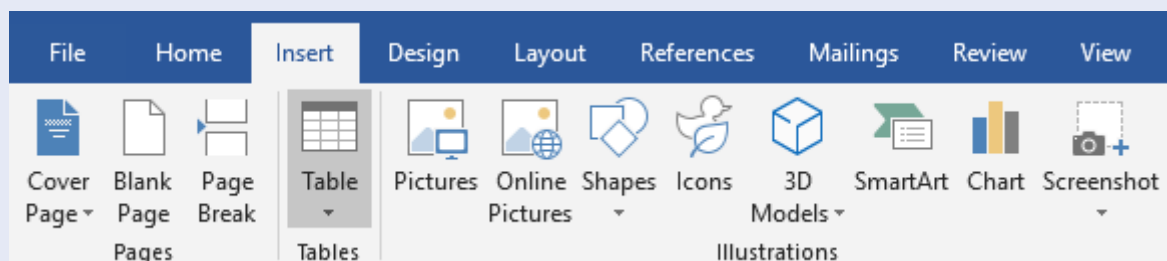 File Home Insert Design Layout References Mailings Review View
Cover Blank Page Table Pictures Online Shapes Icons 3D SmartArt Chart Screenshot
Page Page Break Pictures Models
Pages Tables Illustrations